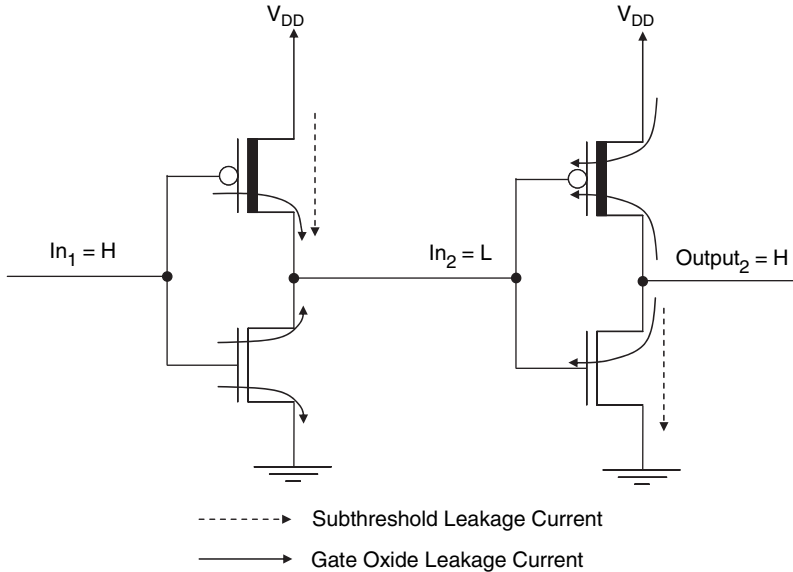 V_DD V_DD
In_1 = H In_2 = L Output_2 = H
Subthreshold Leakage Current
Gate Oxide Leakage Current